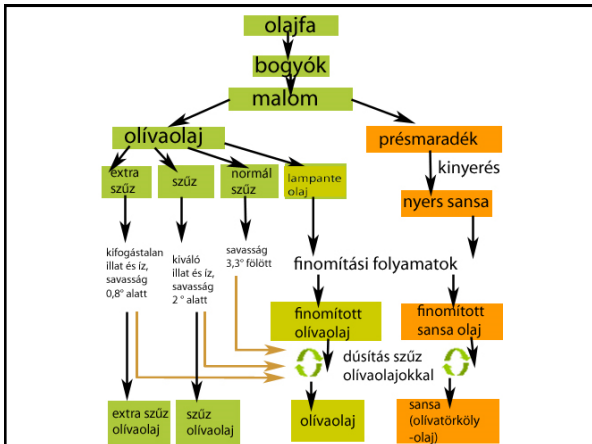 olajfa
bogyók
malom
olívaolaj
présmaradék
kinyerés
extra
szűz
szűz
normál
szűz
lampante
olaj
nyers sansa
kifogástalan
illat és íz,
savasság
0,8° alatt
kiváló
illat és íz,
savasság
2 ° alatt
savasság
3,3° fölött
finomítási folyamatok
finomított
olívaolaj
finomított
sansa olaj
dúsítás szűz
olívaolajokkal
extra szűz
olívaolaj
szűz
olívaolaj
olívaolaj
sansa
(olívatörköly
-olaj)